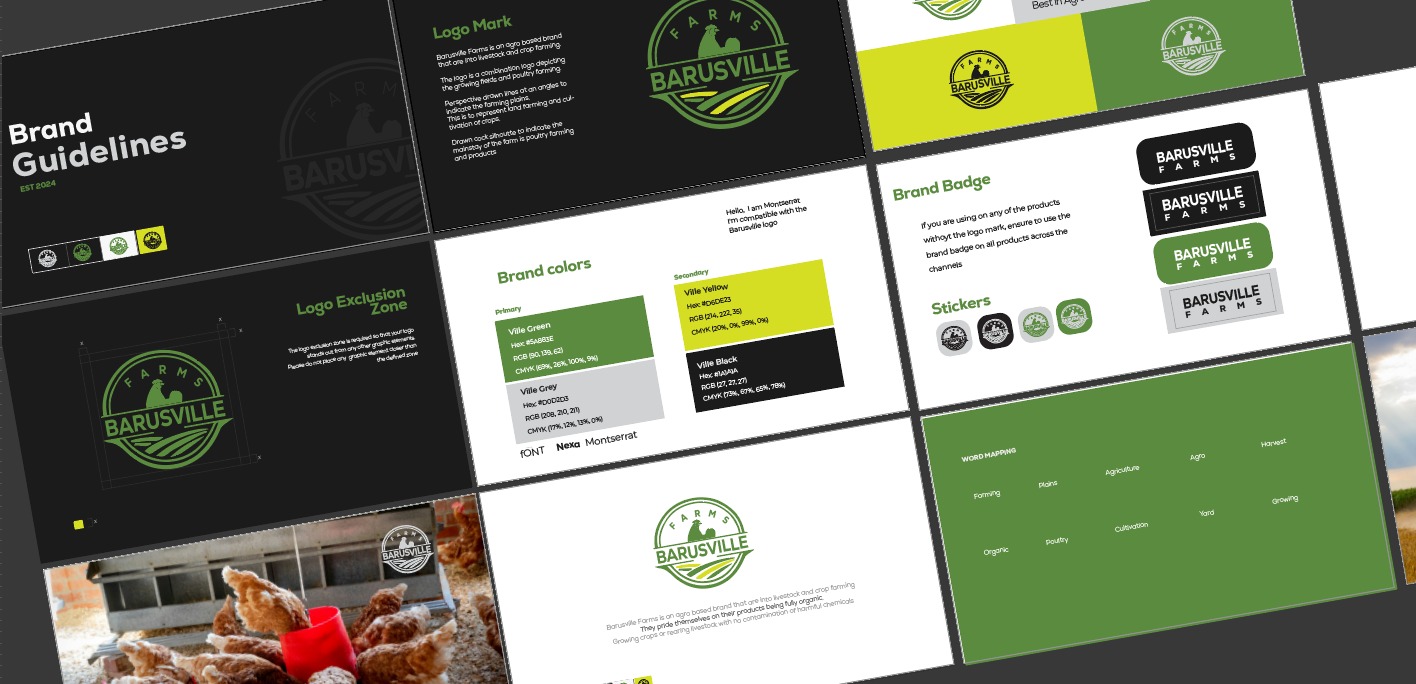 Brand
Guidelines
EST 2024
FARMS
BARUSVILLE
Logo Mark
Barusville Farms is an agro based brand
that are into livestock and crop farming.
The logo is a combination logo depicting
the growing fields and poultry farming
Perspective drawn lines at an angles to
indicate the farming plains.
This is to represent land farming and cul-
tivation of crops.
Drawn cock silhoutte to indicate the
mainstay of the farm is poultry farming
and products
FARMS
BARUSVILLE
Best in Agro
FARMS
BARUSVILLE
FARMS
BARUSVILLE
Logo Exclusion
Zone
The logo exclusion zone is required so that your logo
stands out from any other graphic elements.
Please do not place any graphic element closer than
the defined zone
x
x
x
x
x
FARMS
BARUSVILLE
Brand colors
Hello, I am Montserrat
I'm compatible with the
Barusville logo
Primary
Ville Green
Hex: #5A8B3E
RGB (90, 139, 62)
CMYK (69%, 26%, 100%, 9%)
Ville Grey
Hex: #D0D2D3
RGB (208, 210, 211)
CMYK (17%, 12%, 13%, 0%)
Secondary
Ville Yellow
Hex: #D6DE23
RGB (214, 222, 35)
CMYK (20%, 0%, 99%, 0%)
Ville Black
Hex: #1A1A1A
RGB (27, 27, 27)
CMYK (73%, 67%, 65%, 78%)
fONT Nexa Montserrat
Brand Badge
If you are using on any of the products
without the logo mark, ensure to use the
brand badge on all products across the
channels
Stickers
BARUSVILLE
FARMS
BARUSVILLE
FARMS
BARUSVILLE
FARMS
BARUSVILLE
FARMS
FARMS
BARUSVILLE
FARMS
BARUSVILLE
Barusville Farms is an agro based brand that are into livestock and crop farming
They pride themselves on their products being fully organic.
Growing crops or rearing livestock with no contamination of harmful chemicals
WORD MAPPING
Farming
Plains
Agriculture
Agro
Harvest
Organic
Poultry
Cultivation
Yard
Growing